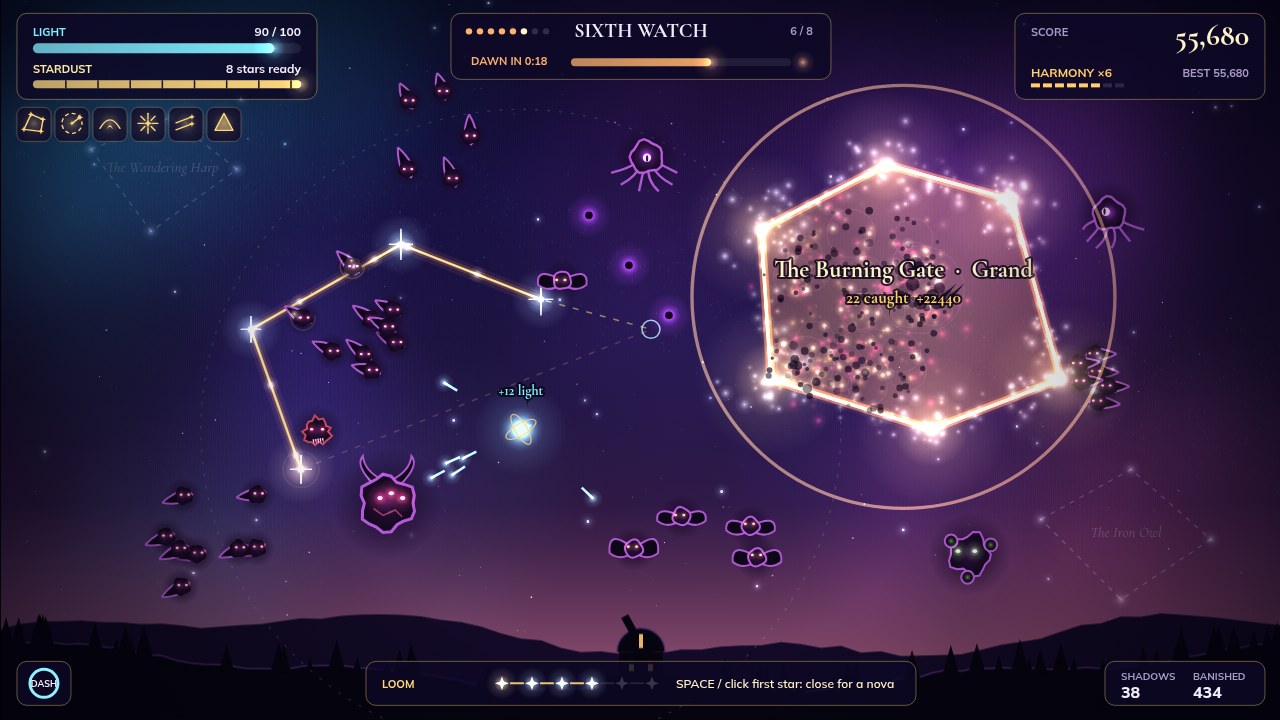 LIGHT 90 / 100
STARDUST 8 stars ready
SIXTH WATCH 6 / 8
DAWN IN 0:18
SCORE 55,680
HARMONY ×6 BEST 55,680
The Wandering Harp
The Burning Gate · Grand
22 caught +22440
+12 light
The Iron Owl
DASH
LOOM SPACE / click first star: close for a nova
SHADOWS BANISHED
38 434